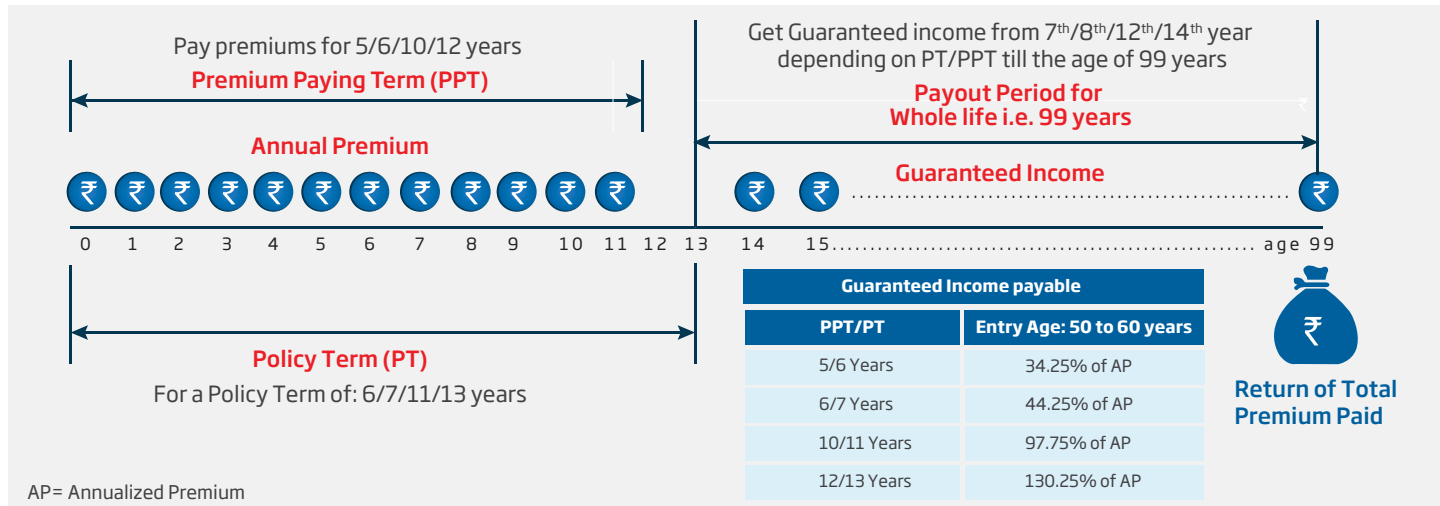 Pay premiums for 5/6/10/12 years
Premium Paying Term (PPT)
Annual Premium
₹ ₹ ₹ ₹ ₹ ₹ ₹ ₹ ₹ ₹ ₹ ₹
Get Guaranteed income from 7th/8th/12th/14th year
depending on PT/PPT till the age of 99 years
₹
Payout Period for
Whole life i.e. 99 years
Guaranteed Income
₹ ₹ ........................................................... ₹
0 1 2 3 4 5 6 7 8 9 10 11 12 13 14 15......................................................... age 99
Policy Term (PT)
For a Policy Term of: 6/7/11/13 years
AP= Annualized Premium
Guaranteed Income payable
PPT/PT Entry Age: 50 to 60 years
5/6 Years 34.25% of AP
6/7 Years 44.25% of AP
10/11 Years 97.75% of AP
12/13 Years 130.25% of AP
₹
Return of Total
Premium Paid